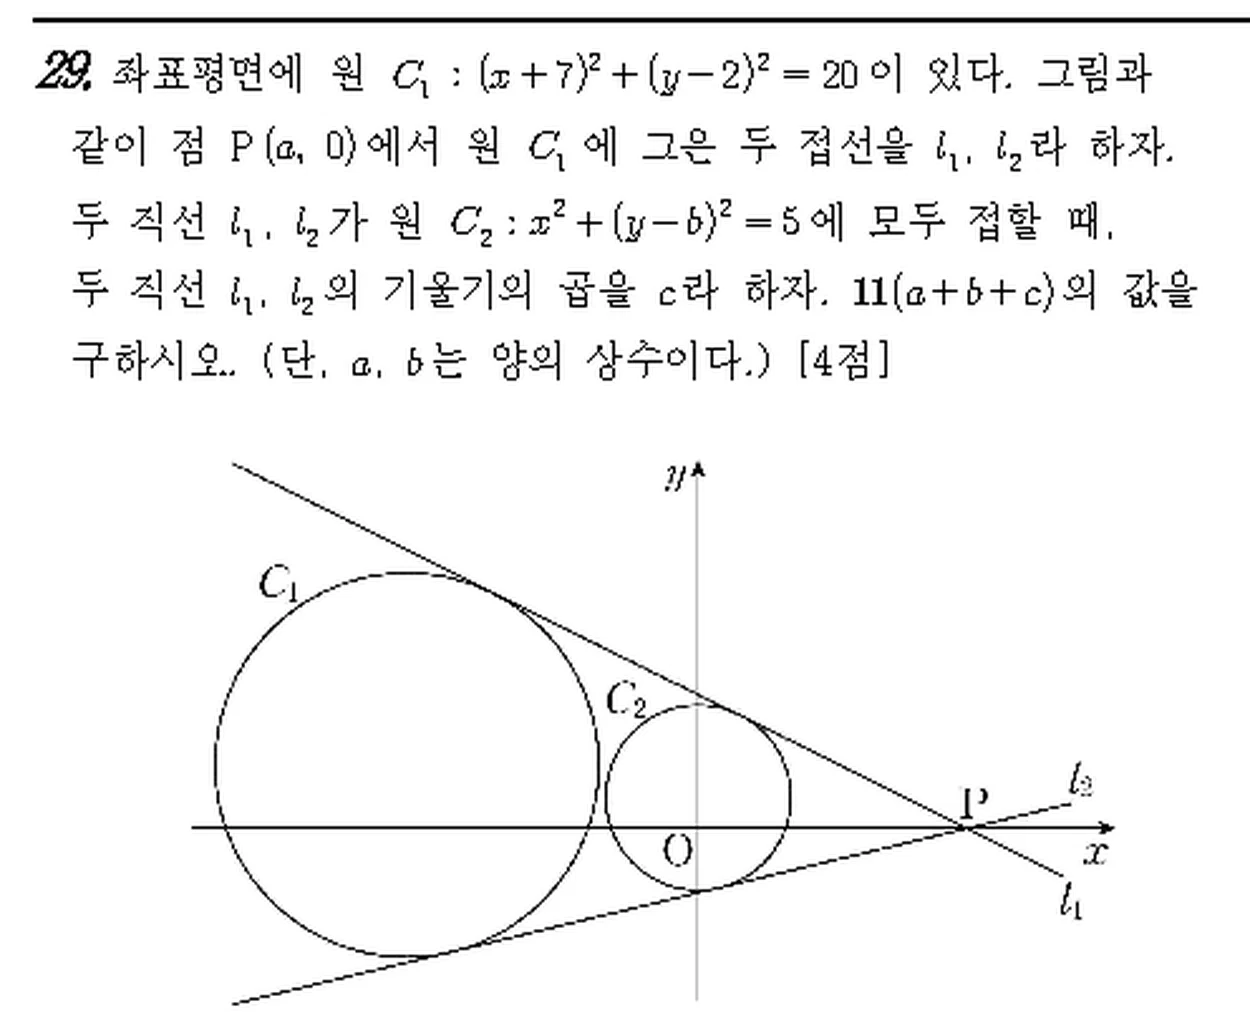 29. 좌표평면에 원 C₁ : (x+7)²+(y−2)² = 20이 있다. 그림과
같이 점 P(a, 0)에서 원 C₁에 그은 두 접선을 l₁, l₂라 하자.
두 직선 l₁, l₂가 원 C₂ : x²+(y−b)² = 5에 모두 접할 때,
두 직선 l₁, l₂의 기울기의 곱을 c라 하자. 11(a+b+c)의 값을
구하시오. (단, a, b는 양의 상수이다.) [4점]
y
C₁
C₂
P
l₂
O
x
l₁